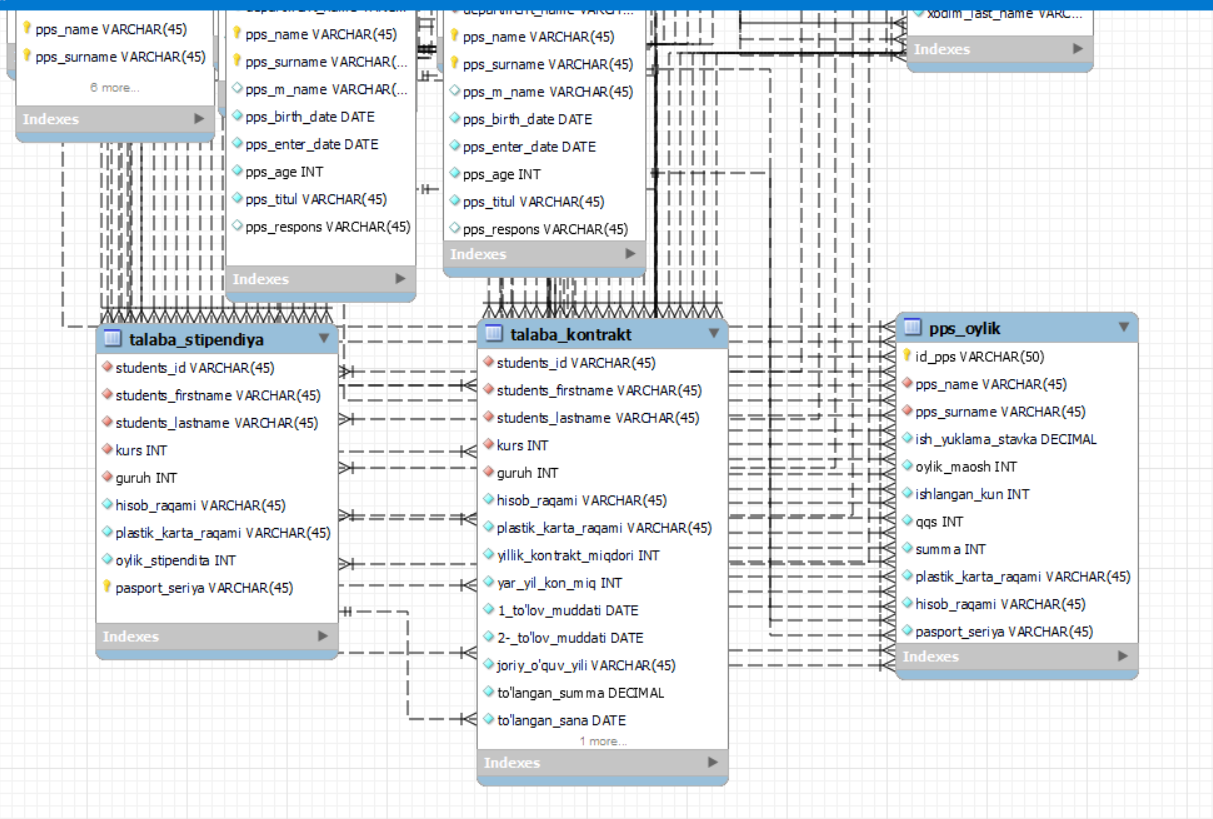 pps_name VARCHAR(45)
pps_surname VARCHAR(45)
6 more...
Indexes
pps_name VARCHAR(45)
pps_surname VARCHAR(...
pps_m_name VARCHAR(...
pps_birth_date DATE
pps_enter_date DATE
pps_age INT
pps_titul VARCHAR(45)
pps_respons VARCHAR(45)
Indexes
pps_name VARCHAR(45)
pps_surname VARCHAR(45)
pps_m_name VARCHAR(45)
pps_birth_date DATE
pps_enter_date DATE
pps_age INT
pps_titul VARCHAR(45)
pps_respons VARCHAR(45)
Indexes
xodim_last_name VARC...
Indexes
talaba_stipendiya
students_id VARCHAR(45)
students_firstname VARCHAR(45)
students_lastname VARCHAR(45)
kurs INT
guruh INT
hisob_raqami VARCHAR(45)
plastik_karta_raqami VARCHAR(45)
oylik_stipendita INT
pasport_seriya VARCHAR(45)
Indexes
talaba_kontrakt
students_id VARCHAR(45)
students_firstname VARCHAR(45)
students_lastname VARCHAR(45)
kurs INT
guruh INT
hisob_raqami VARCHAR(45)
plastik_karta_raqami VARCHAR(45)
yillik_kontrakt_miqdori INT
yar_yil_kon_miq INT
1_to'lov_muddati DATE
2-_to'lov_muddati DATE
joriy_o'quv_yili VARCHAR(45)
to'langan_summa DECIMAL
to'langan_sana DATE
1 more...
Indexes
pps_oylik
id_pps VARCHAR(50)
pps_name VARCHAR(45)
pps_surname VARCHAR(45)
ish_yuklama_stavka DECIMAL
oylik_maosh INT
ishlangan_kun INT
qqs INT
summa INT
plastik_karta_raqami VARCHAR(45)
hisob_raqami VARCHAR(45)
pasport_seriya VARCHAR(45)
Indexes